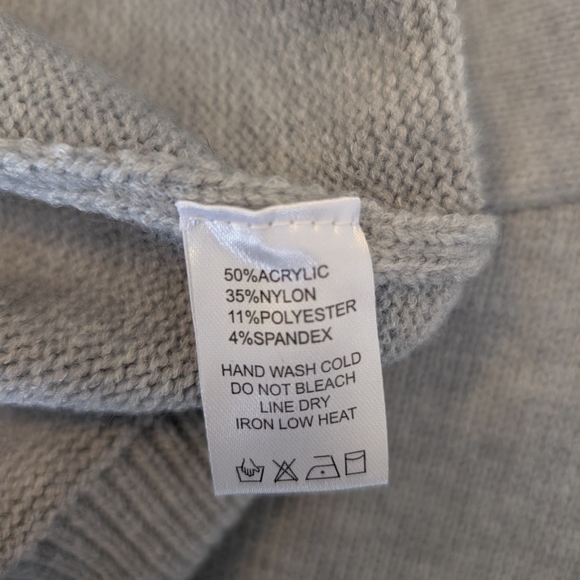 50%ACRYLIC
35%NYLON
11%POLYESTER
4%SPANDEX
HAND WASH COLD
DO NOT BLEACH
LINE DRY
IRON LOW HEAT